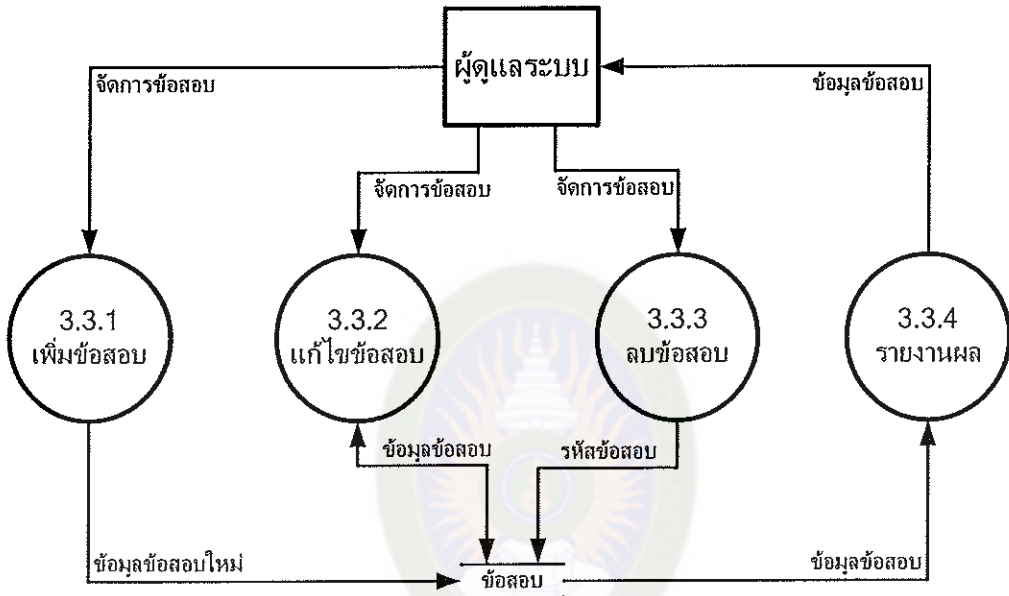 ผู้ดูแลระบบ
จัดการข้อสอบ
ข้อมูลข้อสอบ
จัดการข้อสอบ
จัดการข้อสอบ
3.3.1
เพิ่มข้อสอบ
3.3.2
แก้ไขข้อสอบ
3.3.3
ลบข้อสอบ
3.3.4
รายงานผล
ข้อมูลข้อสอบ
รหัสข้อสอบ
ข้อมูลข้อสอบใหม่
ข้อสอบ
ข้อมูลข้อสอบ